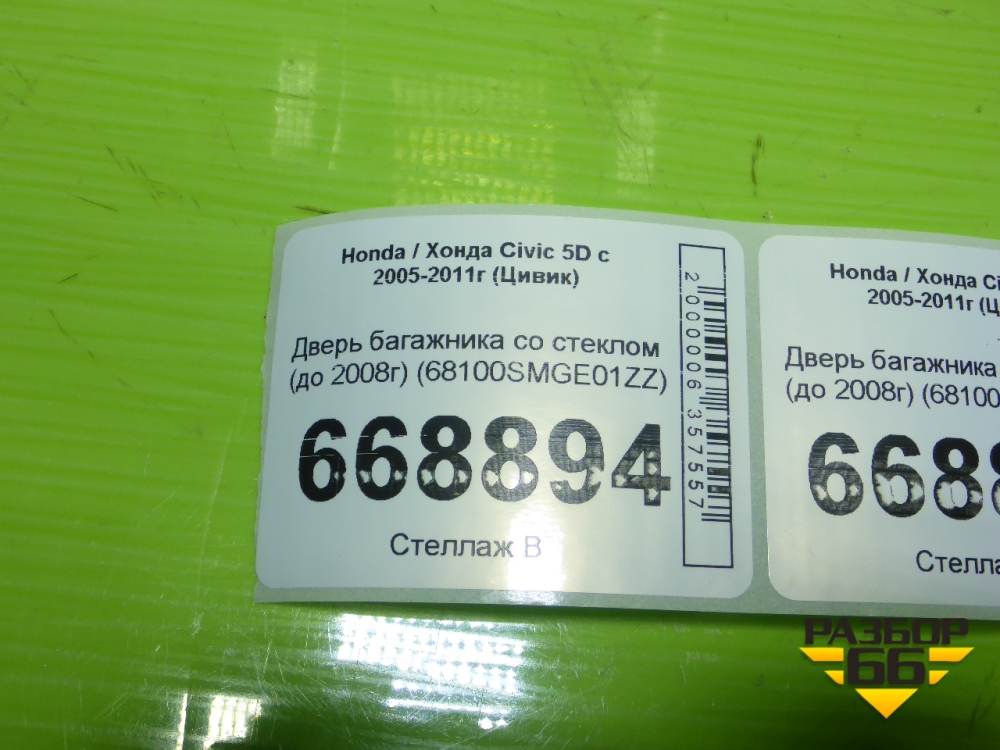 Honda / Хонда Civic 5D с
2005-2011г (Цивик)
Дверь багажника со стеклом
(до 2008г) (68100SMGE01ZZ)
668894
Стеллаж В
2000006357557
Honda / Хонда Ci
2005-2011г (Ц
Дверь багажника
(до 2008г) (68100
6688
Стелла
РАЗБОР
66